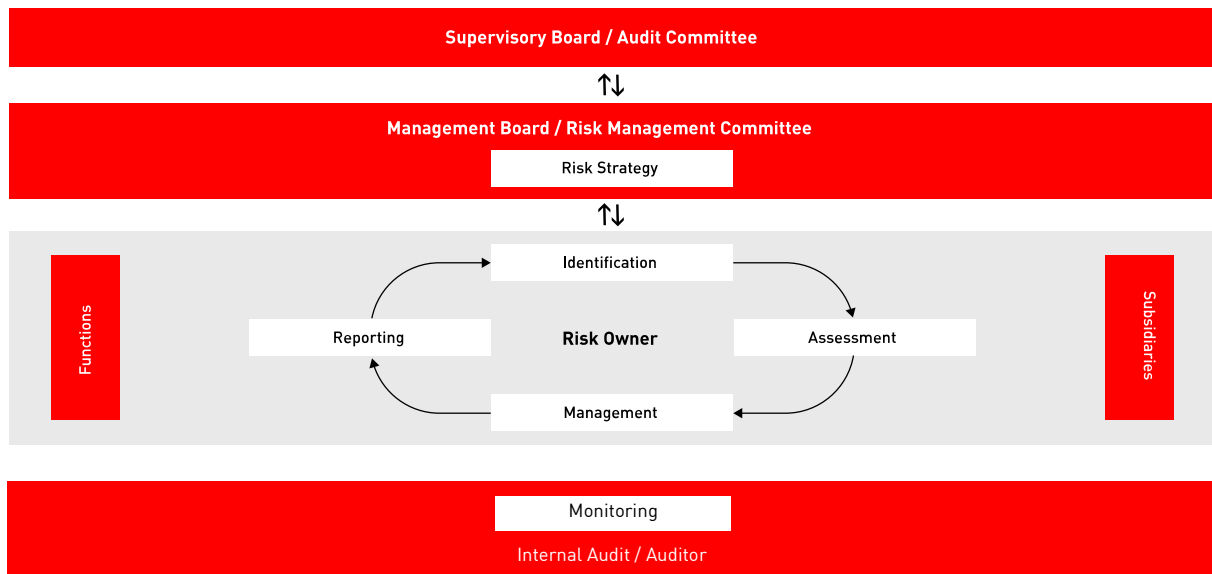 Supervisory Board / Audit Committee
Management Board / Risk Management Committee
Risk Strategy
Functions
Identification
Reporting
Risk Owner
Assessment
Management
Subsidiaries
Monitoring
Internal Audit / Auditor